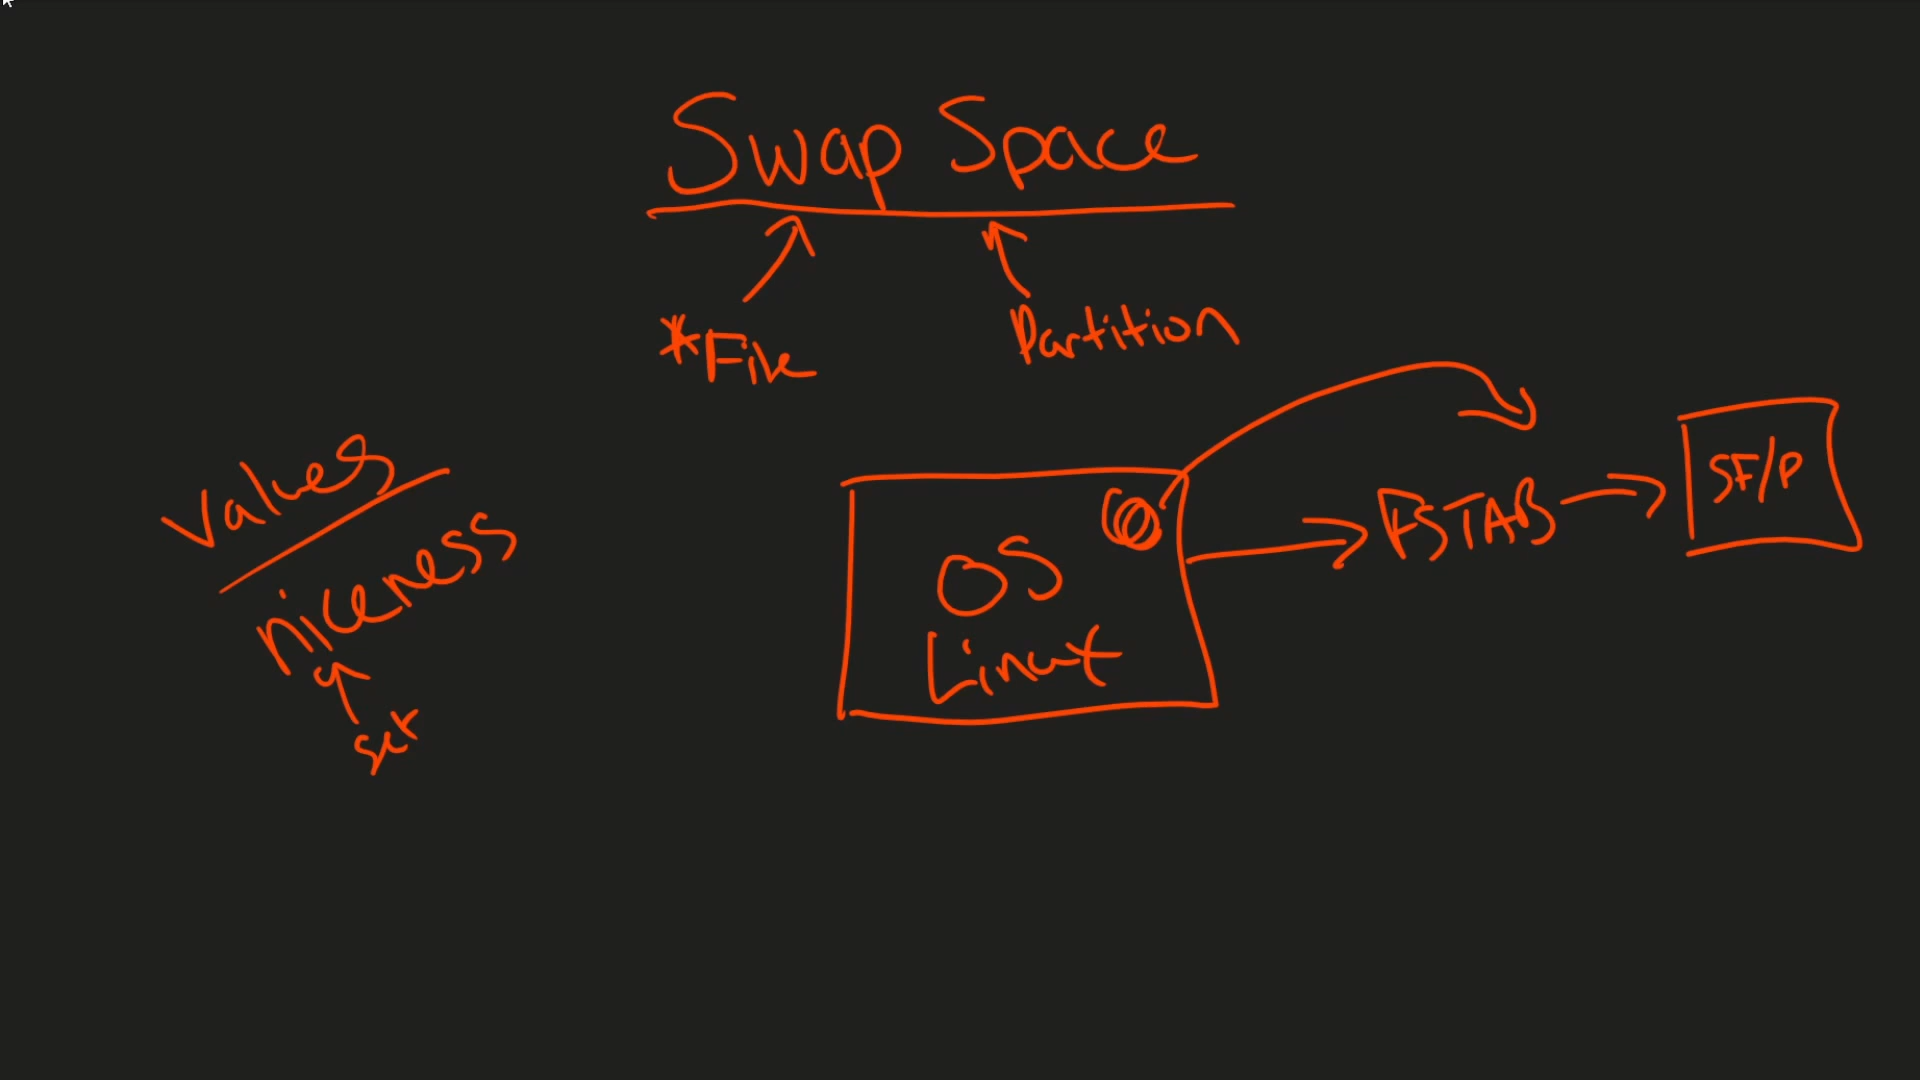 Swap Space
*File
Partition
Values
niceness
set
OS
Linux
FSTAB
SF/P